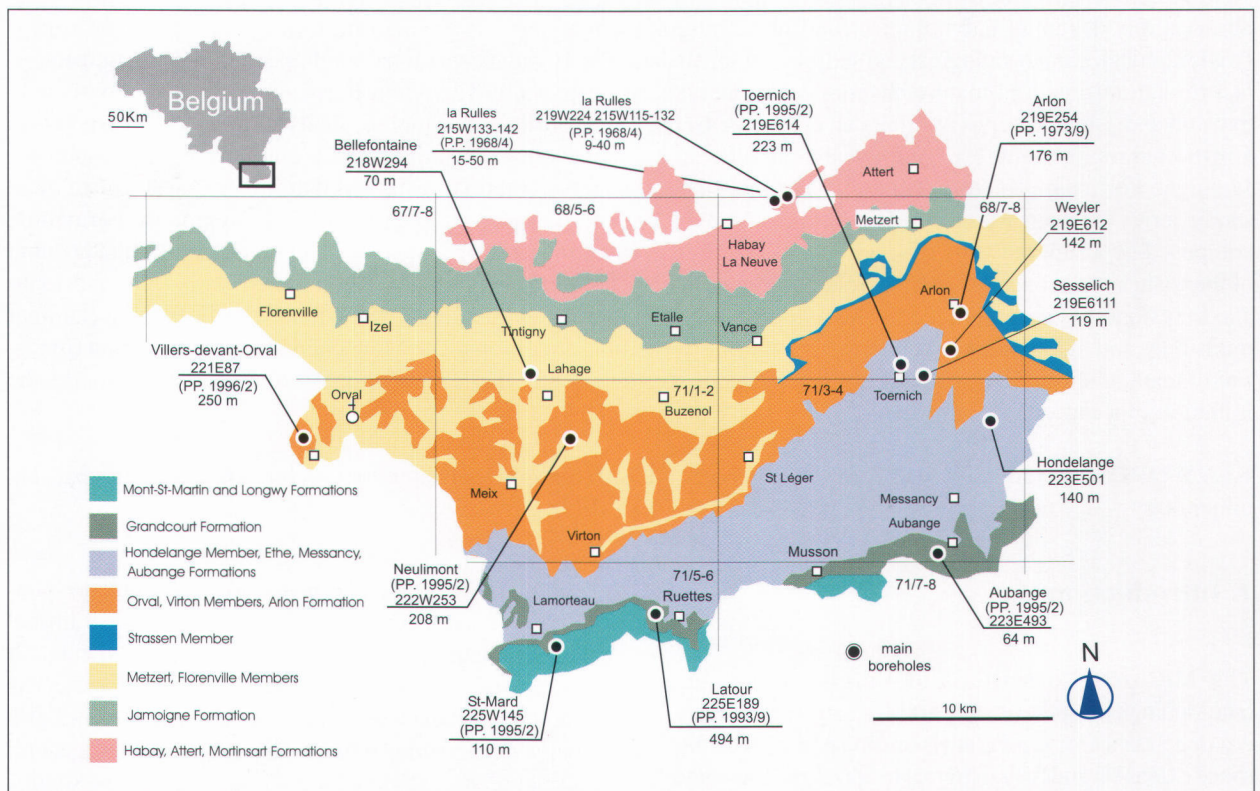 Belgium
50Km
la Rulles
215W133-142
(P.P. 1968/4)
15-50 m
la Rulles
219W224 215W115-132
(P.P. 1968/4)
9-40 m
Toernich
(PP. 1995/2)
219E614
223 m
Arlon
219E254
(PP. 1973/9)
176 m
Bellefontaine
218W294
70 m
Weyler
219E612
142 m
Sesselich
219E6111
119 m
Attert
67/7-8
68/5-6
68/7-8
Metzert
Habay
La Neuve
Arlon
Florenville
Izel
Tintigny
Etalle
Vance
Villers-devant-Orval
221E87
(PP. 1996/2)
250 m
Orval
Lahage
71/1-2
71/3-4
Buzenol
Toernich
Hondelange
223E501
140 m
St Léger
Meix
Messancy
Aubange
Virton
Musson
Neulimont
(PP. 1995/2)
222W253
208 m
71/5-6
Ruettes
71/7-8
Lamorteau
Aubange
(PP. 1995/2)
223E493
64 m
St-Mard
225W145
(PP. 1995/2)
110 m
Latour
225E189
(PP. 1993/9)
494 m
main
boreholes
N
10 km
Mont-St-Martin and Longwy Formations
Grandcourt Formation
Hondelange Member, Ethe, Messancy,
Aubange Formations
Orval, Virton Members, Arlon Formation
Strassen Member
Metzert, Florenville Members
Jamoigne Formation
Habay, Attert, Mortinsart Formations